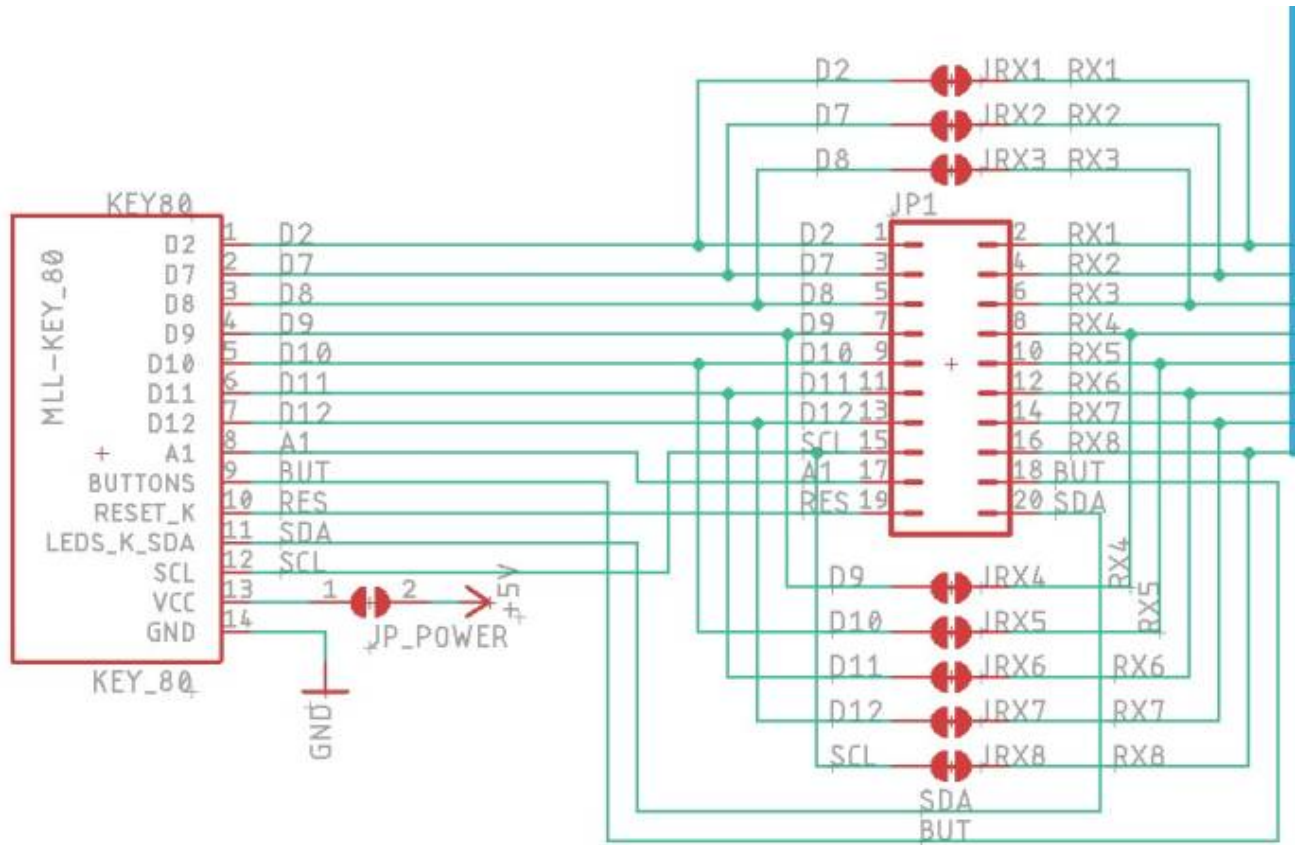 D2 JRX1 RX1
D7 JRX2 RX2
D8 JRX3 RX3
KEY80 JP1
MLL-KEY_80
D2 1 D2 D2 1 2 RX1
D7 2 D7 D7 3 4 RX2
D8 3 D8 D8 5 6 RX3
D9 4 D9 D9 7 8 RX4
D10 5 D10 D10 9 10 RX5
D11 6 D11 D11 11 12 RX6
D12 7 D12 D12 13 14 RX7
A1 8 A1 SCL 15 16 RX8
BUTTONS 9 BUT A1 17 18 BUT
RESET_K 10 RES RES 19 20 SDA
LEDS_K_SDA 11 SDA
SCL 12 SCL
VCC 13 1 2 +5V
GND 14 JP_POWER
KEY_80
GND
D9 JRX4 RX4
D10 JRX5 RX5
D11 JRX6 RX6
D12 JRX7 RX7
SCL JRX8 RX8
SDA
BUT